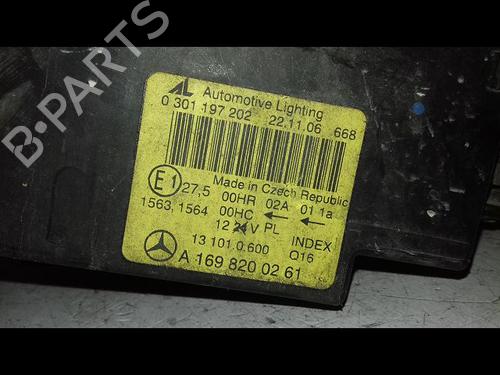 B-PARTS
AL Automotive Lighting
0 301 197 202 22.11.06 668
Made in Czech Republic
E1 27,5 00HR 02A 01 1a
1563, 1564 00HC ← ←
12 24V PL INDEX
13 101.0.600 Q16
A 169 820 02 61